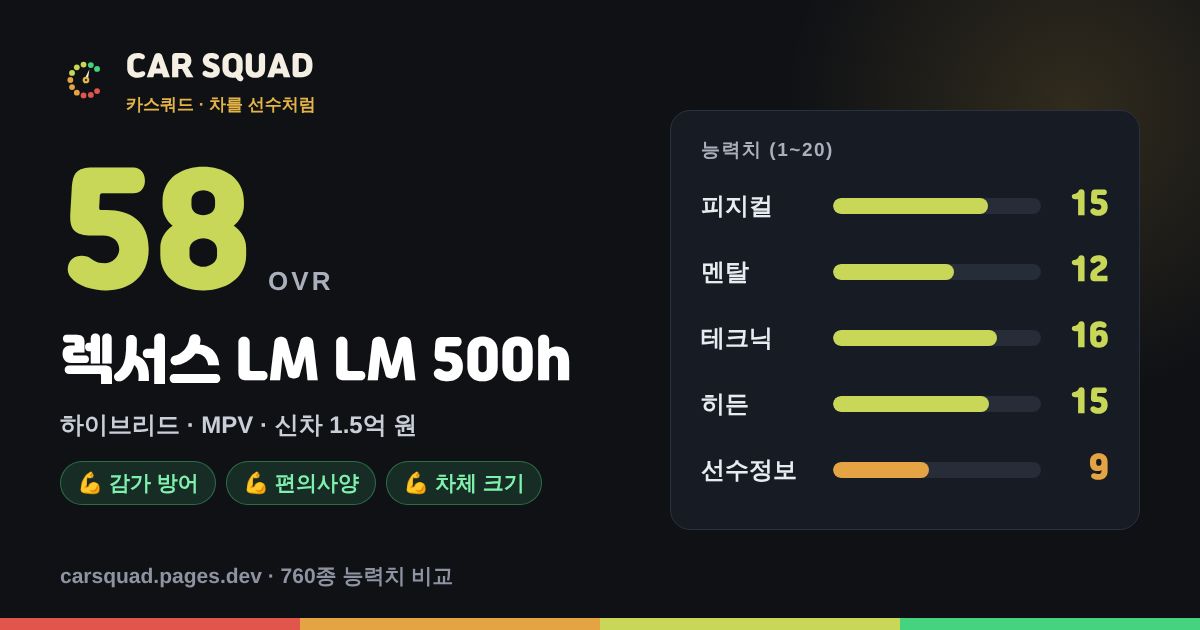 CAR SQUAD
카스쿼드 · 차를 선수처럼
58 OVR
렉서스 LM LM 500h
하이브리드 · MPV · 신차 1.5억 원
💪 감가 방어 💪 편의사양 💪 차체 크기
carsquad.pages.dev · 760종 능력치 비교
능력치 (1~20)
피지컬 15
멘탈 12
테크닉 16
히든 15
선수정보 9